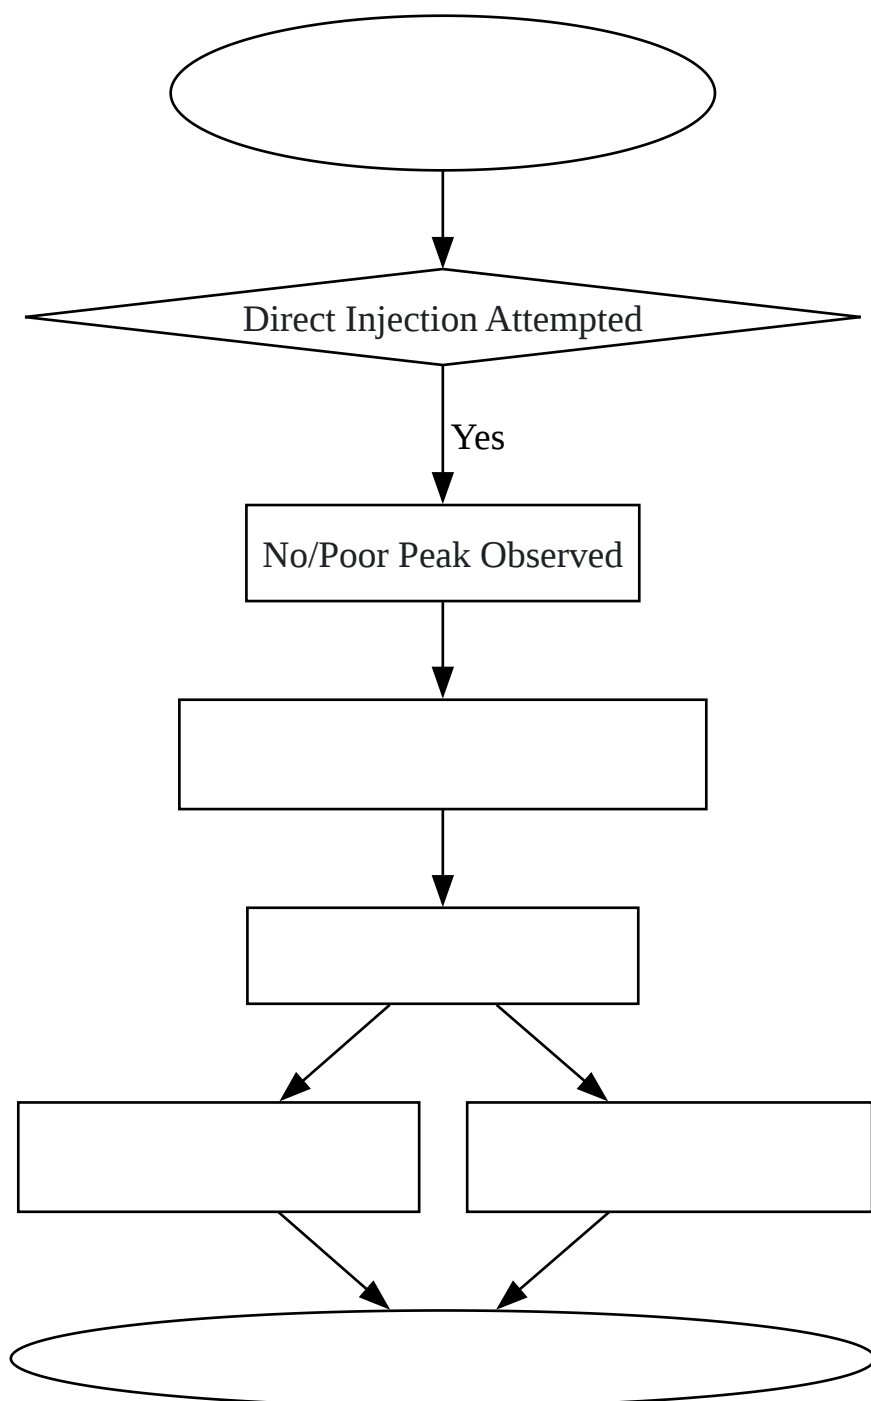 Direct Injection Attempted
Yes
No/Poor Peak Observed